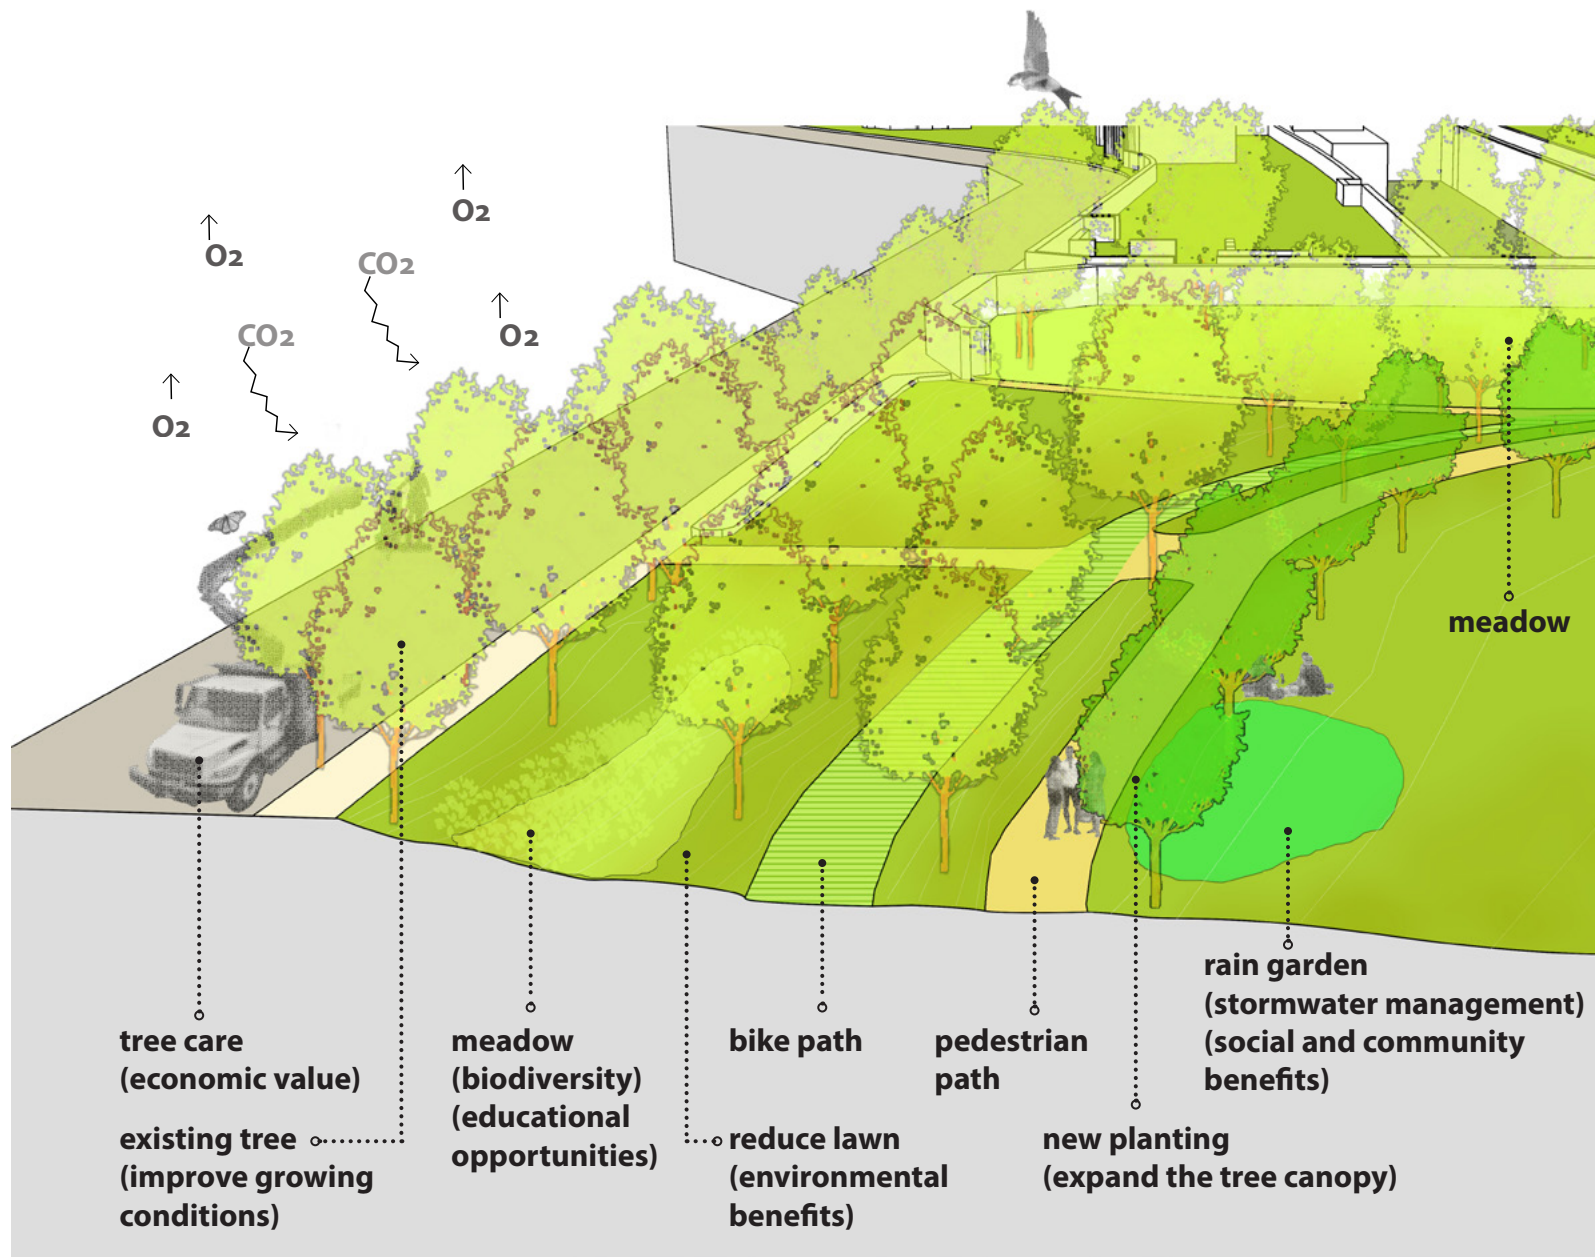 O2
O2
CO2
O2
CO2
O2
meadow
tree care
(economic value)
existing tree
(improve growing
conditions)
meadow
(biodiversity)
(educational
opportunities)
bike path
reduce lawn
(environmental
benefits)
pedestrian
path
new planting
(expand the tree canopy)
rain garden
(stormwater management)
(social and community
benefits)